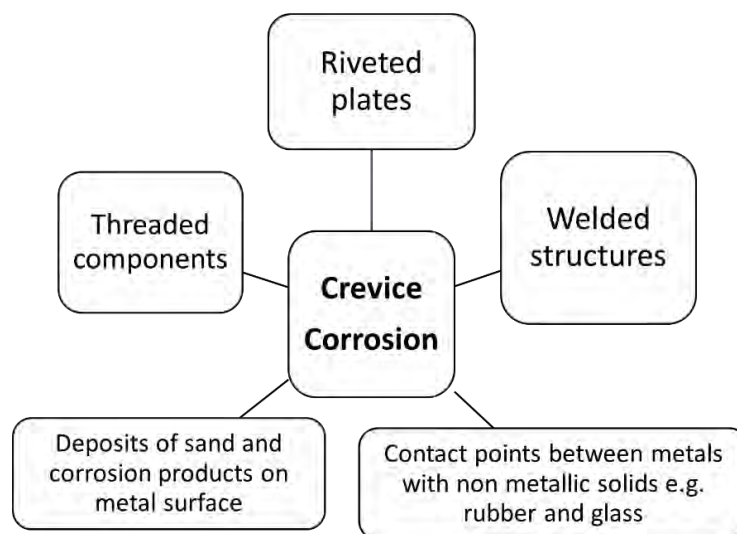 Riveted
plates
Threaded
components
Welded
structures
Crevice
Corrosion
Deposits of sand and
corrosion products on
metal surface
Contact points between metals
with non metallic solids e.g.
rubber and glass